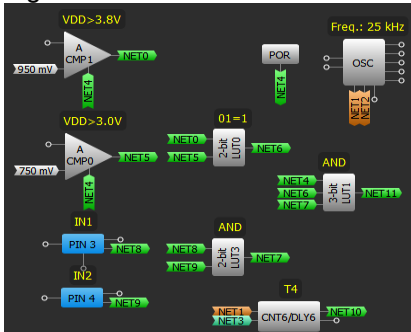 VDD>3.8V
A
CMP1
NET0
950 mV
NET4
POR
NET4
Freq.: 25 kHz
OSC
NET1
NET2
VDD>3.0V
A
CMP0
NET5
750 mV
NET4
01=1
NET0
NET5
2-bit
LUT0
NET6
AND
NET4
NET6
NET7
3-bit
LUT1
NET11
IN1
PIN 3
NET8
AND
NET8
NET9
2-bit
LUT3
NET7
IN2
PIN 4
NET9
T4
NET1
NET3
CNT6/DLY6
NET10